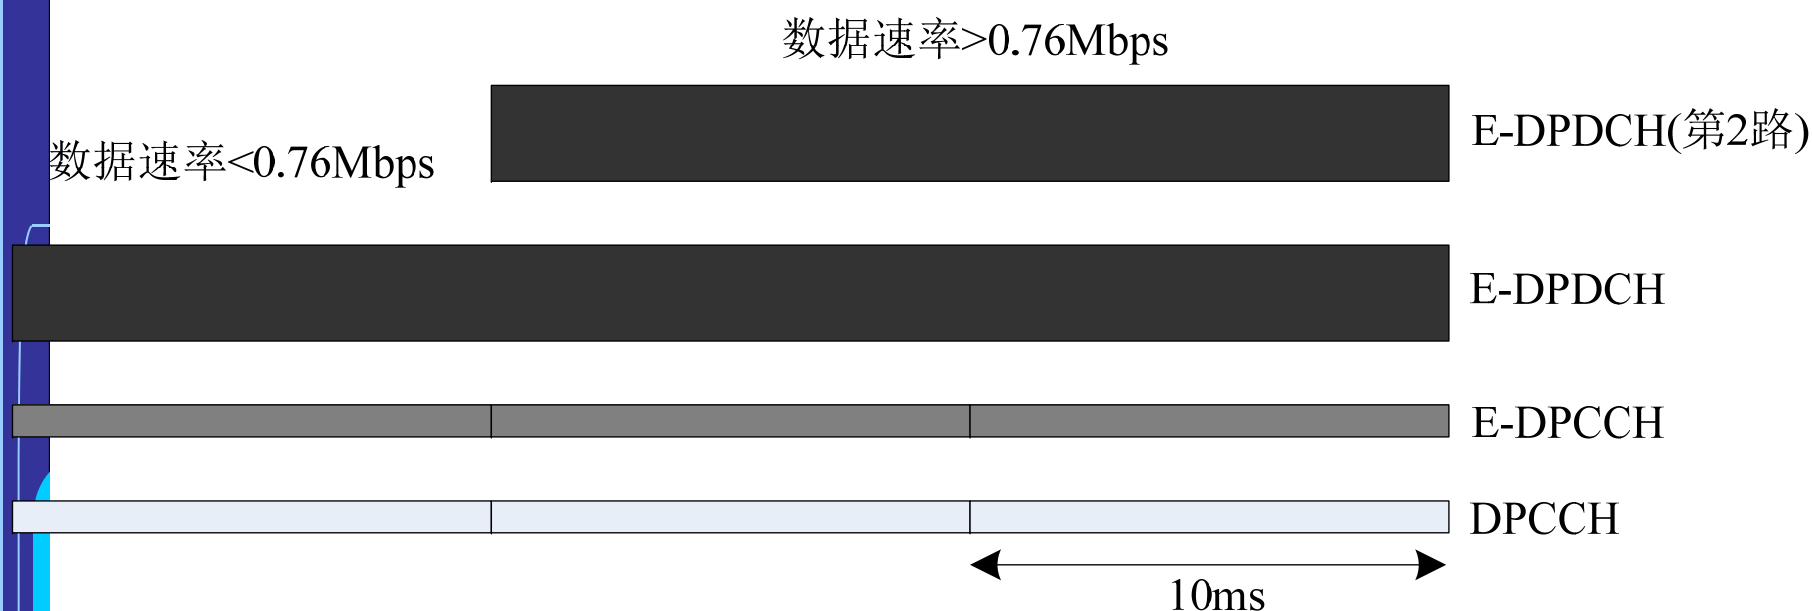 数据速率>0.76Mbps
E-DPDCH(第2路)
数据速率<0.76Mbps
E-DPDCH
E-DPCCH
DPCCH
10ms